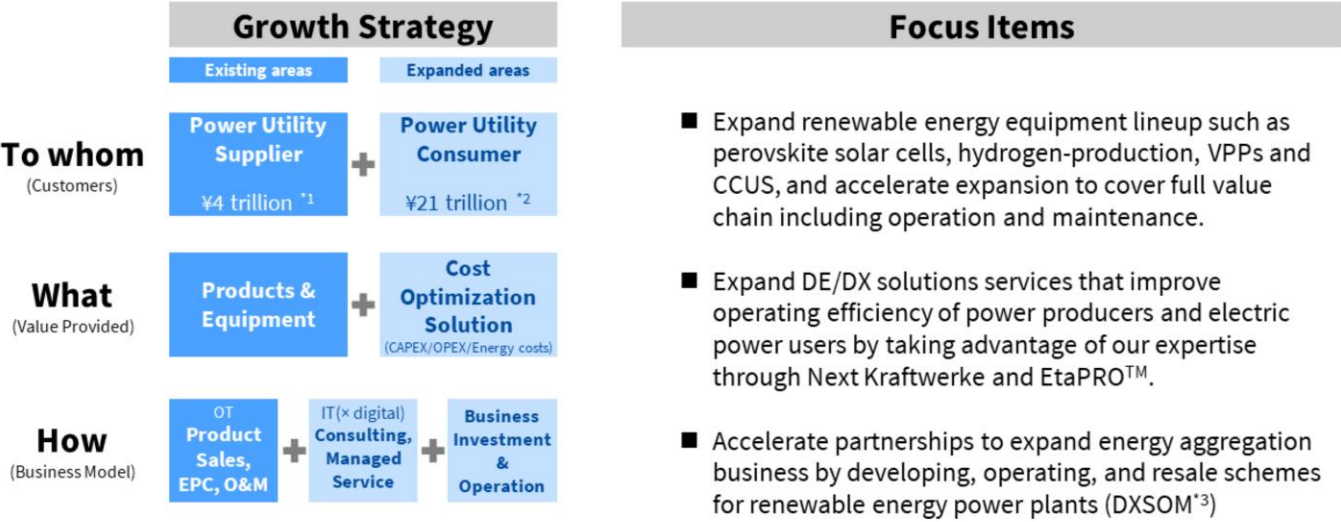 Growth Strategy
Existing areas
Expanded areas
To whom
(Customers)
Power Utility
Supplier
¥4 trillion *1
Power Utility
Consumer
¥21 trillion *2
What
(Value Provided)
Products &
Equipment
Cost
Optimization
Solution
(CAPEX/OPEX/Energy costs)
How
(Business Model)
OT
Product
Sales,
EPC, O&M
IT(× digital)
Consulting,
Managed
Service
Business
Investment
&
Operation
Focus Items
■ Expand renewable energy equipment lineup such as
perovskite solar cells, hydrogen-production, VPPs and
CCUS, and accelerate expansion to cover full value
chain including operation and maintenance.
■ Expand DE/DX solutions services that improve
operating efficiency of power producers and electric
power users by taking advantage of our expertise
through Next Kraftwerke and EtaPRO™.
■ Accelerate partnerships to expand energy aggregation
business by developing, operating, and resale schemes
for renewable energy power plants (DXSOM*3)